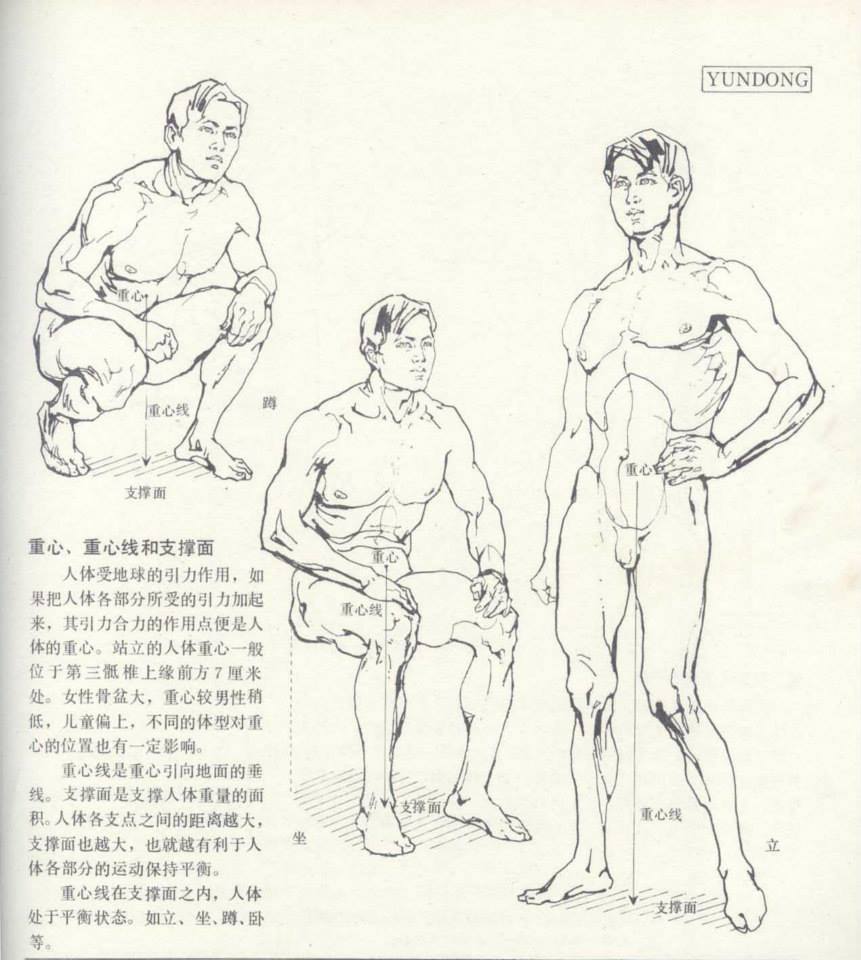 YUNDONG
重心
重心线
蹲
支撑面
重心、重心线和支撑面
人体受地球的引力作用，如
果把人体各部分所受的引力加起
来，其引力合力的作用点便是人
体的重心。站立的人体重心一般
位于第三骶椎上缘前方7厘米
处。女性骨盆大，重心较男性稍
低，儿童偏上，不同的体型对重
心的位置也有一定影响。
重心线是重心引向地面的垂
线。支撑面是支撑人体重量的面
积。人体各支点之间的距离越大，
支撑面也越大，也就越有利于人
体各部分的运动保持平衡。
重心线在支撑面之内，人体
处于平衡状态。如立、坐、蹲、卧
等。
重心
重心线
支撑面
坐
重心
重心线
立
支撑面